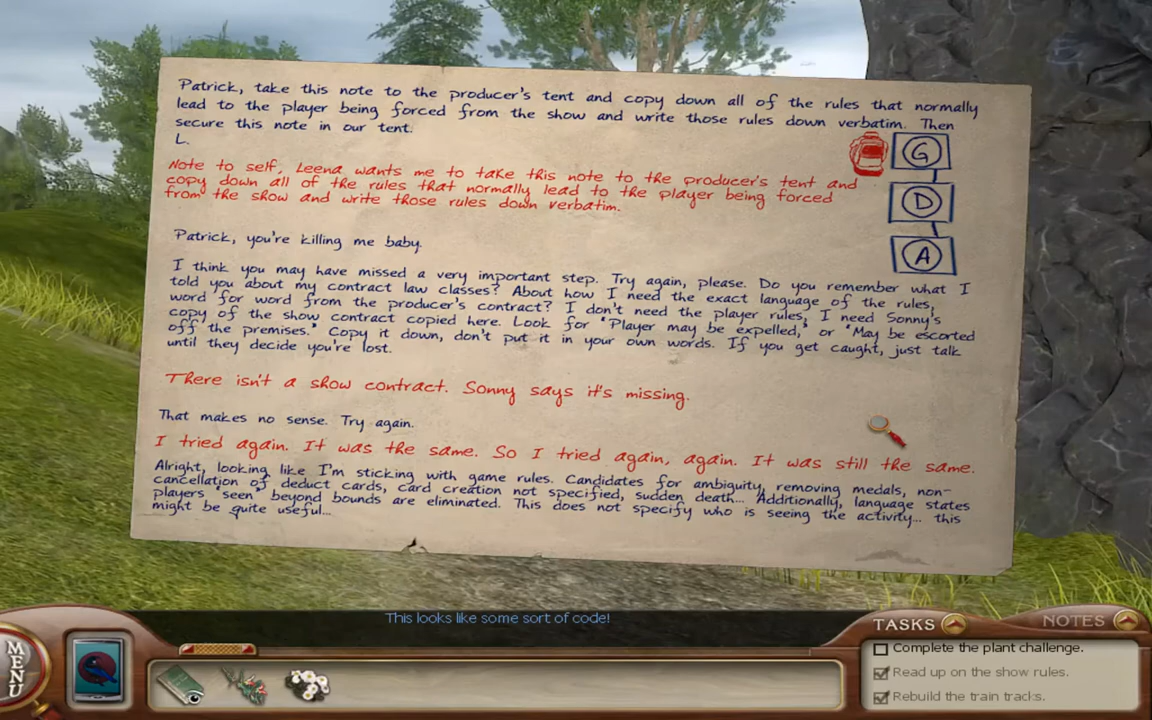 Patrick, take this note to the producer's tent and copy down all of the rules that normally
lead to the player being forced from the show and write those rules down verbatim. Then
secure this note in our tent.
L.
G
D
A
Note to self, Leena wants me to take this note to the producer's tent and
copy down all of the rules that normally lead to the player being forced
from the show and write those rules down verbatim.
Patrick, you're killing me baby.
I think you may have missed a very important step. Try again, please. Do you remember what I
told you about my contract law classes? About how I need the exact language of the rules,
word for word from the producer's contract? I don't need the player rules, I need Sonny's
copy of the show contract copied here. Look for "Player may be expelled," or "May be escorted
off the premises." Copy it down, don't put it in your own words. If you get caught, just talk
until they decide you're lost.
There isn't a show contract. Sonny says it's missing.
That makes no sense. Try again.
I tried again. It was the same. So I tried again, again. It was still the same.
Alright, looking like I'm sticking with game rules. Candidates for ambiguity, removing medals, non-
cancellation of deduct cards, card creation not specified, sudden death... Additionally, language states
players "seen" beyond bounds are eliminated. This does not specify who is seeing the activity... this
might be quite useful...
This looks like some sort of code!
MENU
TASKS
NOTES
Complete the plant challenge.
Read up on the show rules.
Rebuild the train tracks.